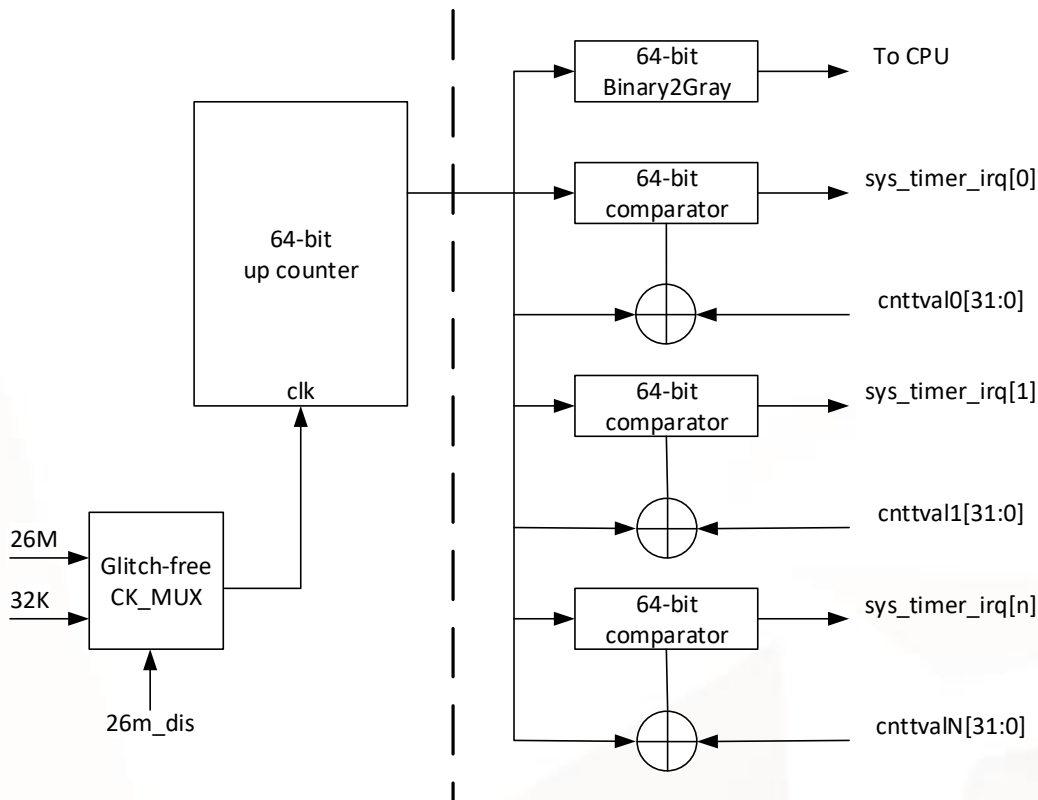 64-bit
Binary2Gray
To CPU
64-bit
comparator
sys_timer_irq[0]
64-bit
up counter
clk
cnttval0[31:0]
64-bit
comparator
sys_timer_irq[1]
cnttval1[31:0]
26M
32K
Glitch-free
CK_MUX
26m_dis
64-bit
comparator
sys_timer_irq[n]
cnttvalN[31:0]